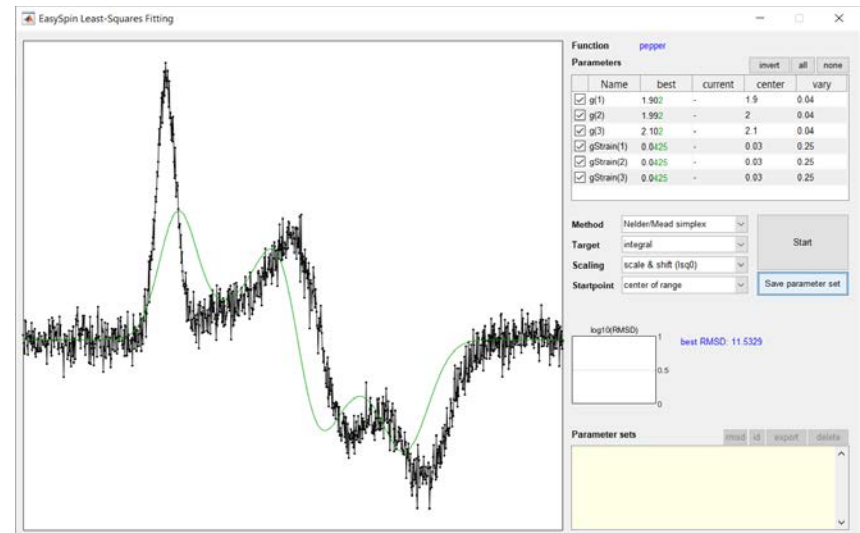 EasySpin Least-Squares Fitting
Function pepper
Parameters invert all none
Name best current center vary
g(1) 1.902 - 1.9 0.04
g(2) 1.992 - 2 0.04
g(3) 2.102 - 2.1 0.04
gStrain(1) 0.0425 - 0.03 0.25
gStrain(2) 0.0425 - 0.03 0.25
gStrain(3) 0.0425 - 0.03 0.25
Method Nelder/Mead simplex
Target integral
Start
Scaling scale & shift (lsq0)
Startpoint center of range Save parameter set
log10(RMSD)
1
best RMSD: 11.5329
0.5
0
Parameter sets rmsd id export delete